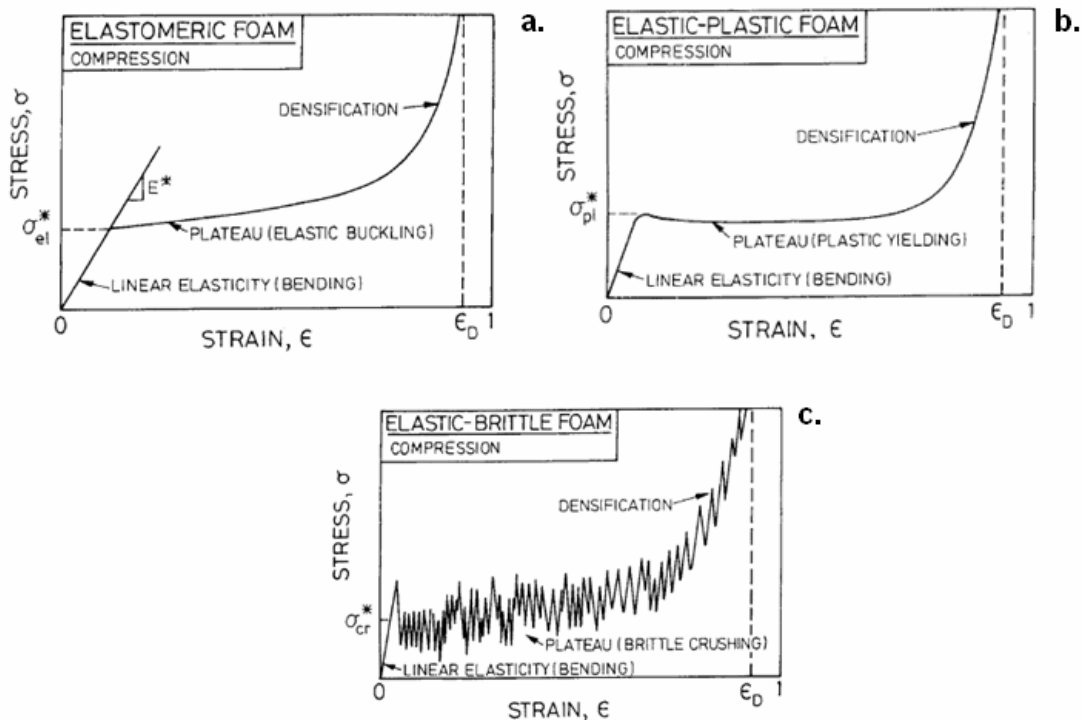 ELASTOMERIC FOAM
COMPRESSION
a.
DENSIFICATION
STRESS, σ
E*
σ*el
PLATEAU (ELASTIC BUCKLING)
LINEAR ELASTICITY (BENDING)
0
ϵD 1
STRAIN, ϵ
ELASTIC-PLASTIC FOAM
COMPRESSION
b.
DENSIFICATION
STRESS, σ
σ*pl
PLATEAU (PLASTIC YIELDING)
LINEAR ELASTICITY (BENDING)
0
ϵD 1
STRAIN, ϵ
ELASTIC-BRITTLE FOAM
COMPRESSION
c.
DENSIFICATION
STRESS, σ
σ*cr
PLATEAU (BRITTLE CRUSHING)
LINEAR ELASTICITY (BENDING)
0
ϵD 1
STRAIN, ϵ